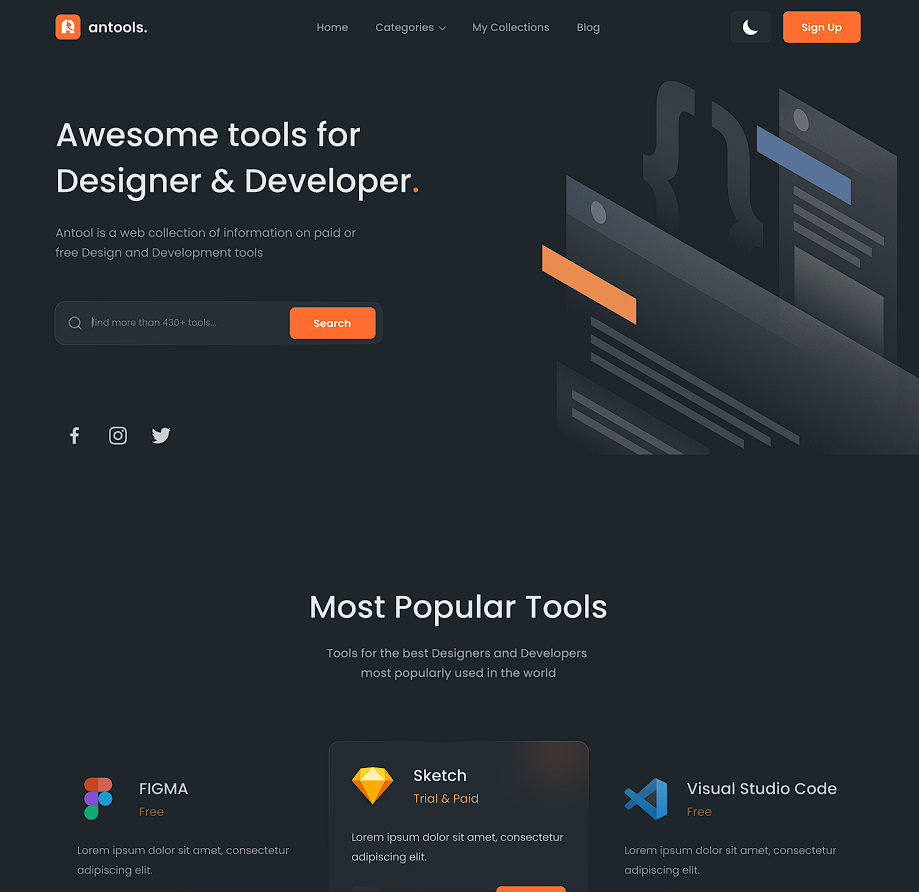 antools.
Home
Categories
My Collections
Blog
Sign Up
Awesome tools for
Designer & Developer.
Antool is a web collection of information on paid or
free Design and Development tools
find more than 430+ tools...
Search
Most Popular Tools
Tools for the best Designers and Developers
most popularly used in the world
FIGMA
Free
Lorem ipsum dolor sit amet, consectetur
adipiscing elit.
Sketch
Trial & Paid
Lorem ipsum dolor sit amet, consectetur
adipiscing elit.
Visual Studio Code
Free
Lorem ipsum dolor sit amet, consectetur
adipiscing elit.